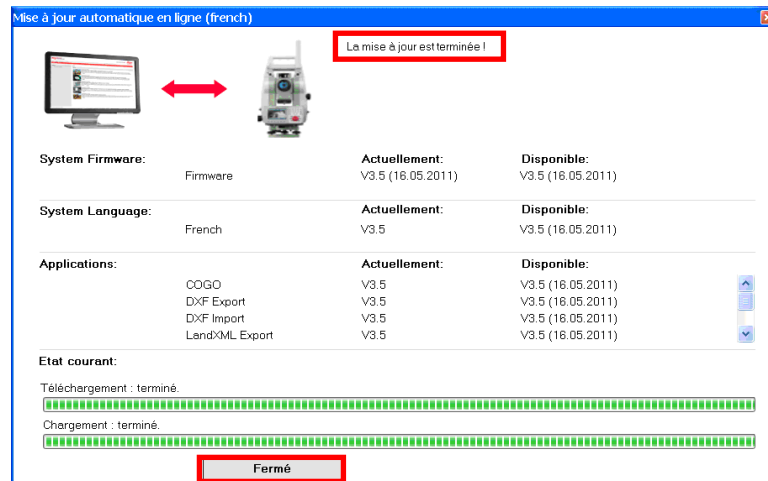 Mise à jour automatique en ligne (french)
La mise à jour est terminée !
System Firmware: Actuellement: Disponible:
Firmware V3.5 (16.05.2011) V3.5 (16.05.2011)
System Language: Actuellement: Disponible:
French V3.5 V3.5 (16.05.2011)
Applications: Actuellement: Disponible:
COGO V3.5 V3.5 (16.05.2011)
DXF Export V3.5 V3.5 (16.05.2011)
DXF Import V3.5 V3.5 (16.05.2011)
LandXML Export V3.5 V3.5 (16.05.2011)
Etat courant:
Téléchargement : terminé.
Chargement : terminé.
Fermé